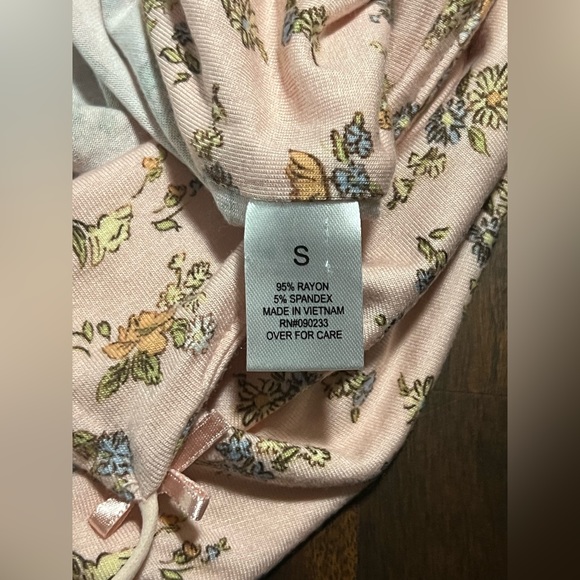 S
95% RAYON
5% SPANDEX
MADE IN VIETNAM
RN#090233
OVER FOR CARE